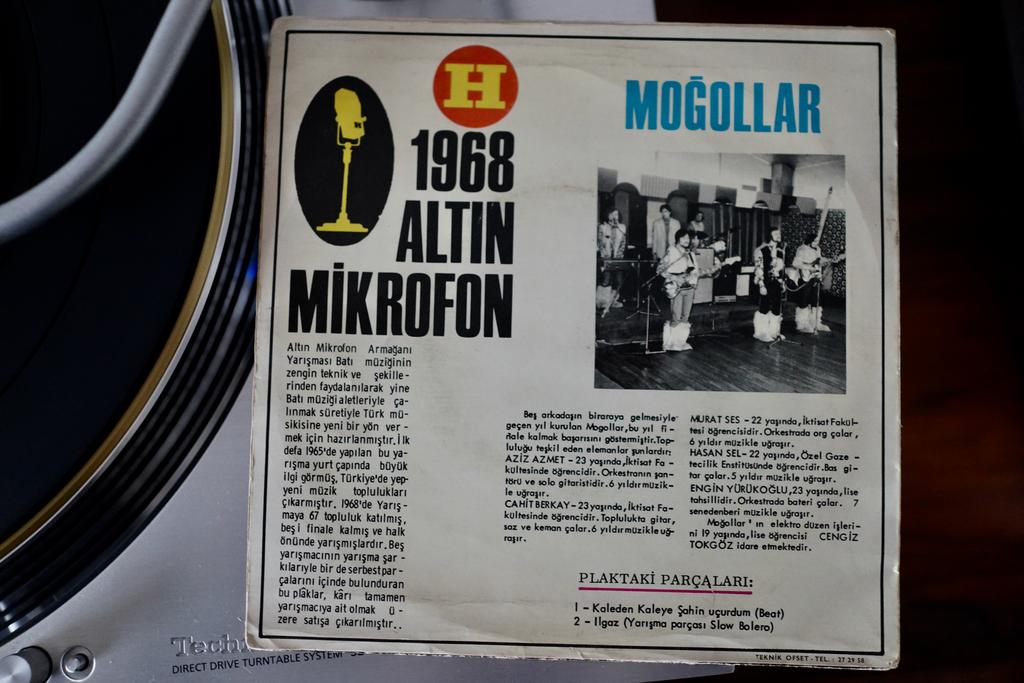 H
1968
ALTIN
MİKROFON
Altın Mikrofon Armağanı
Yarışması Batı müziğinin
zengin teknik ve şekille-
rinden faydalanılarak yine
Batı müziği aletleriyle ça-
lınmak süretiyle Türk mü-
sikisine yeni bir yön ver-
mek için hazırlanmıştır. İlk
defa 1965'de yapılan bu ya-
rışma yurt çapında büyük
ilgi görmüş, Türkiye'de yep-
yeni müzik toplulukları
çıkarmıştır. 1968'de Yarış-
maya 67 topluluk katılmış,
beşi finale kalmış ve halk
önünde yarışmışlardır. Beş
yarışmacının yarışma şar-
kılarıyle bir de serbest par-
çalarını içinde bulunduran
bu plâklar, kârı tamamen
yarışmacıya ait olmak ü-
zere satışa çıkarılmıştır..
MOĞOLLAR
Beş arkadaşın biraraya gelmesiyle
geçen yıl kurulan Mogollar, bu yıl fi-
nale kalmak başarısını göstermiştir. Top-
luluğu teşkil eden elemanlar şunlardır:
AZİZ AZMET - 23 yaşında, İktisat Fa-
kültesinde öğrencidir. Orkestranın şan-
törü ve solo gitaristidir. 6 yıldır müzik-
le uğraşır.
CAHİT BERKAY - 23 yaşında, İktisat Fa-
kültesinde öğrencidir. Toplulukta gitar,
saz ve keman çalar. 6 yıldır müzikle uğ-
raşır.
MURAT SES - 22 yaşında, İktisat Fakül-
tesi öğrencisidir. Orkestrada org çalar,
6 yıldır müzikle uğraşır.
HASAN SEL - 22 yaşında, Özel Gaze-
tecilik Enstitüsünde öğrencidir. Bas gi-
tar çalar. 5 yıldır müzikle uğraşır.
ENGİN YÜRÜKOĞLU, 23 yaşında, lise
tahsillidir. Orkestrada bateri çalar. 7
senedenberi müzikle uğraşır.
Moğollar'ın elektro düzen işleri-
ni 19 yaşında, lise öğrencisi CENGİZ
TOKGÖZ idare etmektedir.
PLAKTAKİ PARÇALARI:
1 - Kaleden Kaleye Şahin uçurdum (Beat)
2 - Ilgaz (Yarışma parçası Slow Bolero)
TEKNİK OFSET - TEL. : 27 29 58
Techn
DIRECT DRIVE TURNTABLE SYSTEM